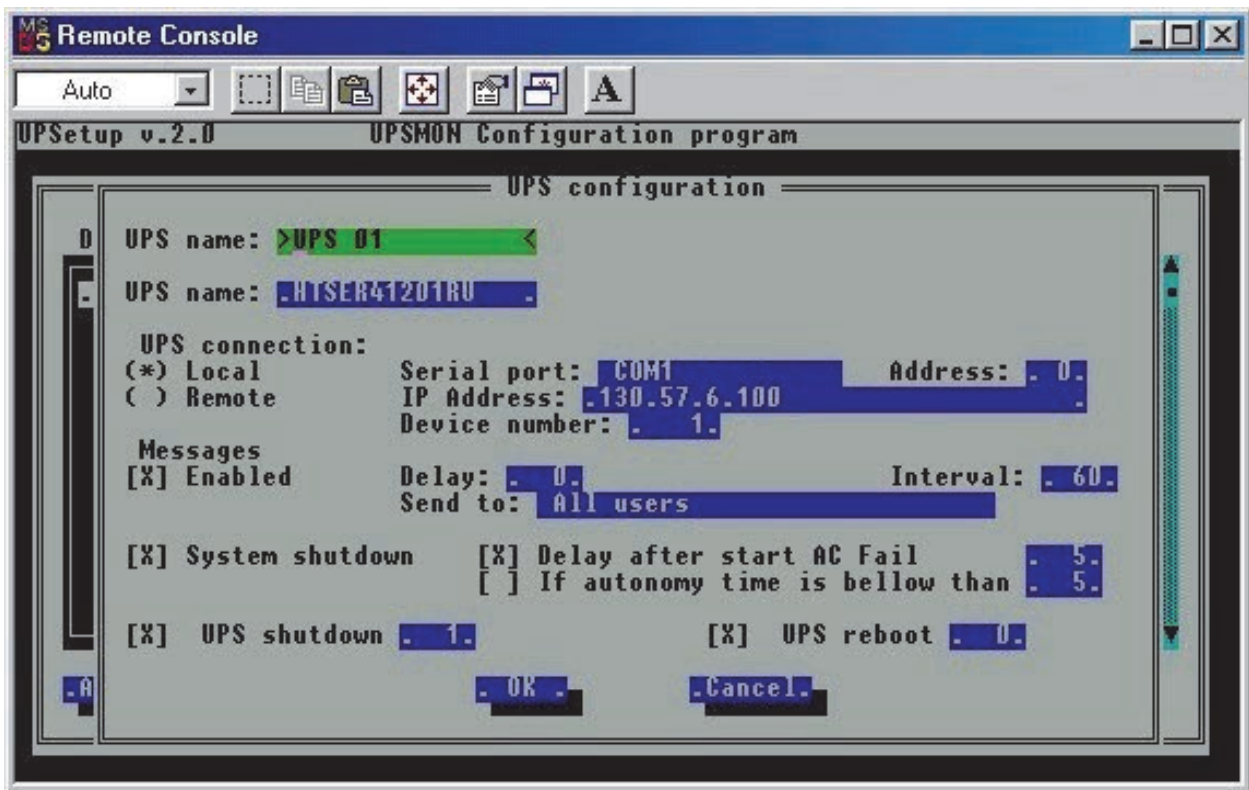 Remote Console
Auto
A
UPSetup v.2.0 UPSMON Configuration program
UPS configuration
D UPS name: >UPS 01 <
. UPS name: .HTSER41201RU .
UPS connection:
(*) Local Serial port: COM1 Address: . 0.
( ) Remote IP Address: .130.57.6.100 .
Device number: . 1.
Messages
[X] Enabled Delay: . 0. Interval: . 60.
Send to: All users
[X] System shutdown [X] Delay after start AC Fail . 5.
[ ] If autonomy time is bellow than . 5.
[X] UPS shutdown . 1. [X] UPS reboot . 0.
.A . OK . .Cancel.